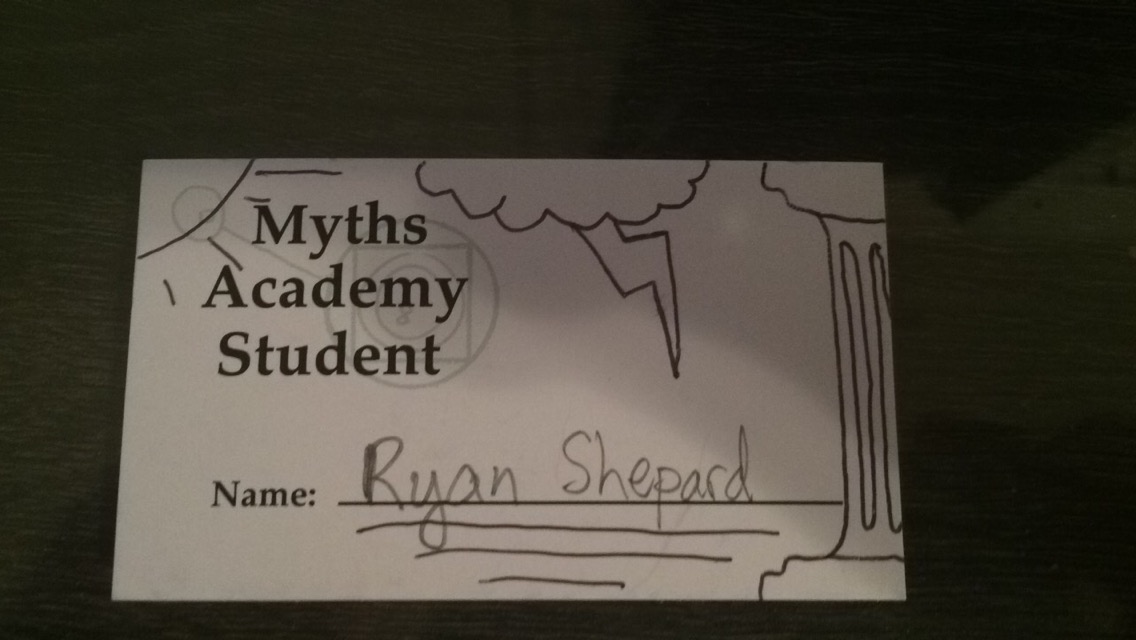 Myths
Academy
Student
Name: Ryan Shepard